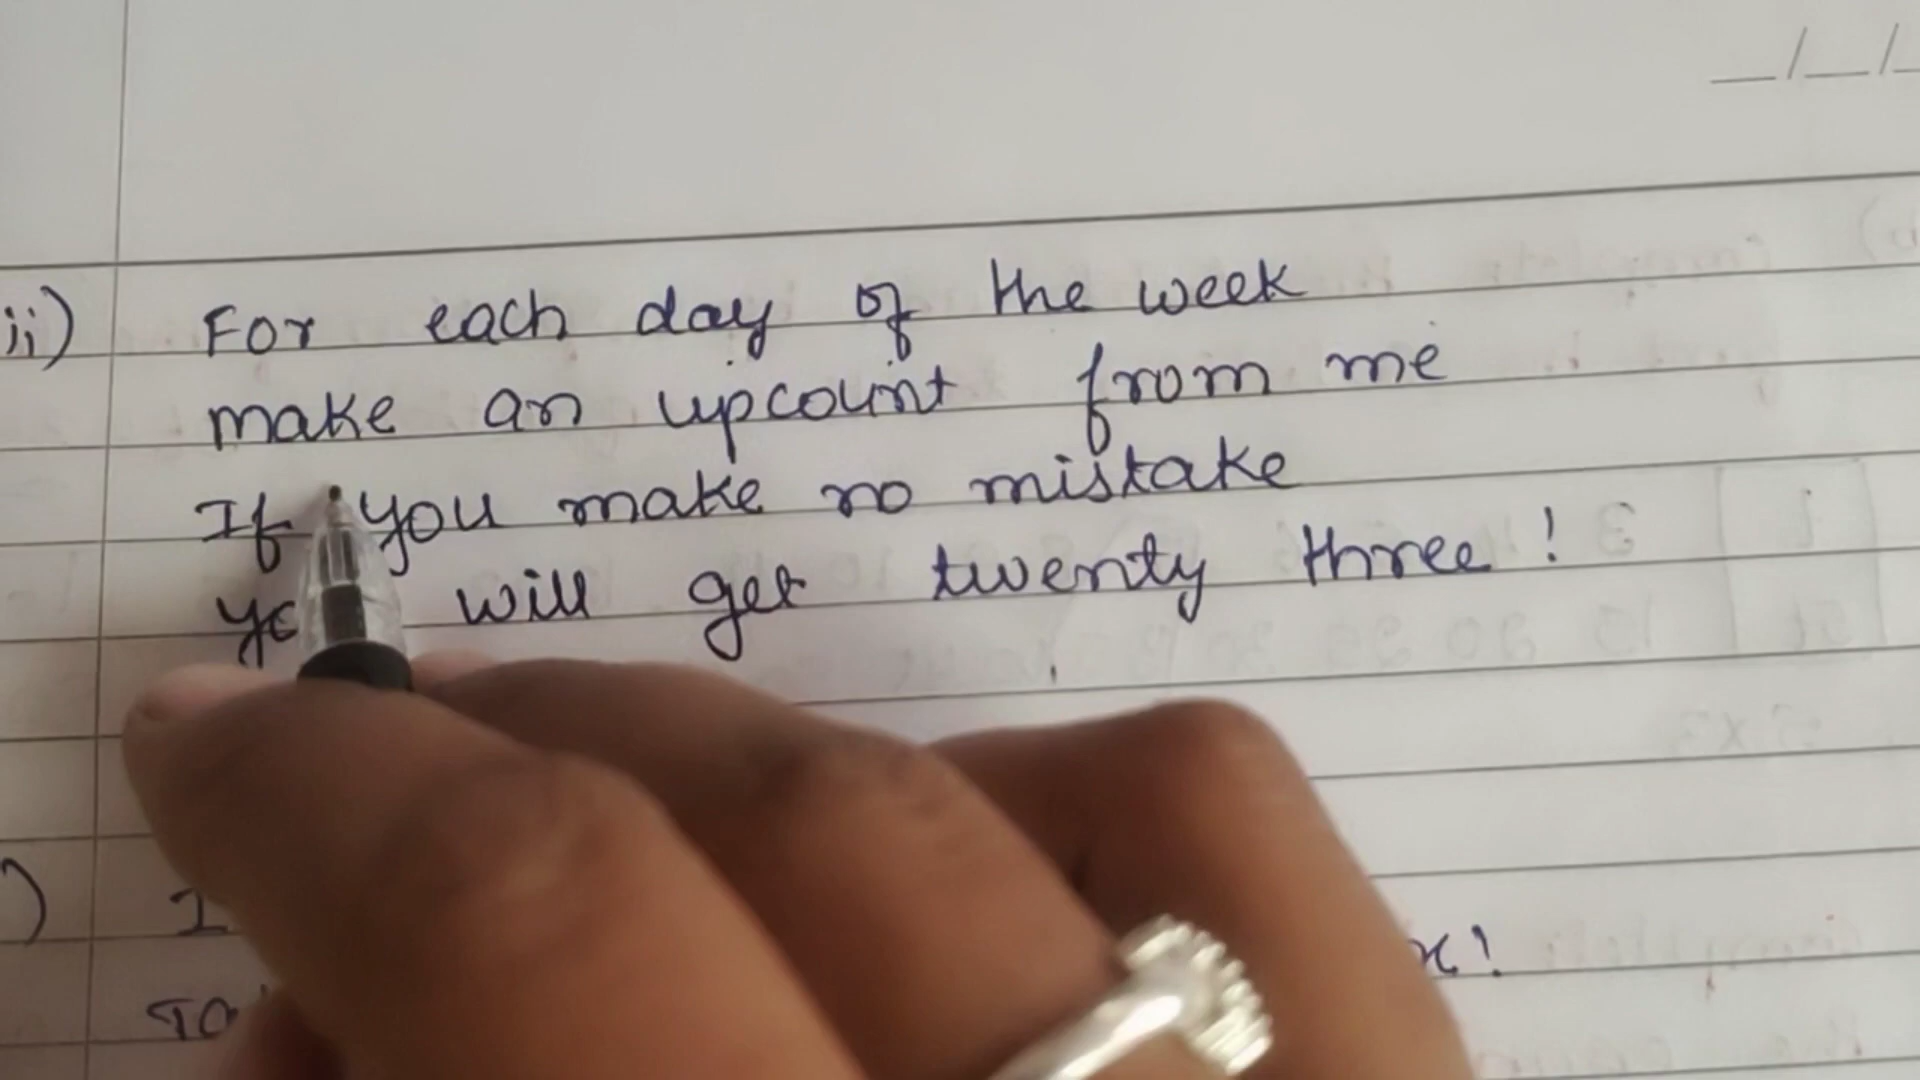 ii) For each day of the week
make an upcount from me
If you make no mistake
will get twenty three !
)
x!